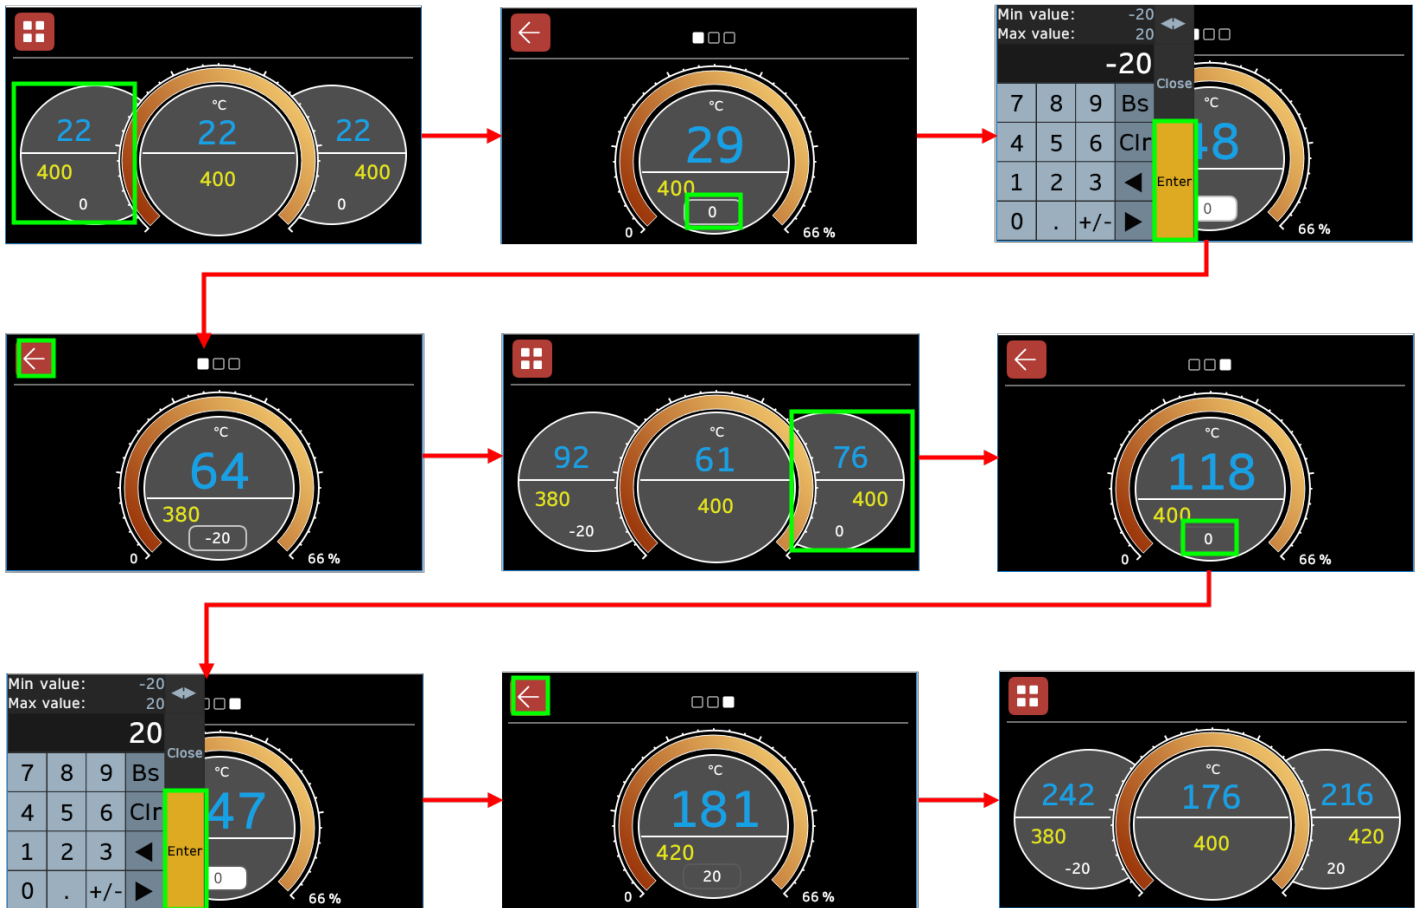 °C
22 22 22
400 400 400
0 0
°C
29
400
0
0 66 %
Min value: -20
Max value: 20
-20
Close
7 8 9 Bs
4 5 6 Clr
1 2 3 ◀
0 . +/- ▶
Enter
°C
48
0
66 %
°C
64
380
-20
0 66 %
°C
92 61 76
380 400 400
-20 0
°C
118
400
0
0 66 %
Min value: -20
Max value: 20
20
Close
7 8 9 Bs
4 5 6 Clr
1 2 3 ◀
0 . +/- ▶
Enter
°C
47
0
66 %
°C
181
420
20
0 66 %
°C
242 176 216
380 400 420
-20 20